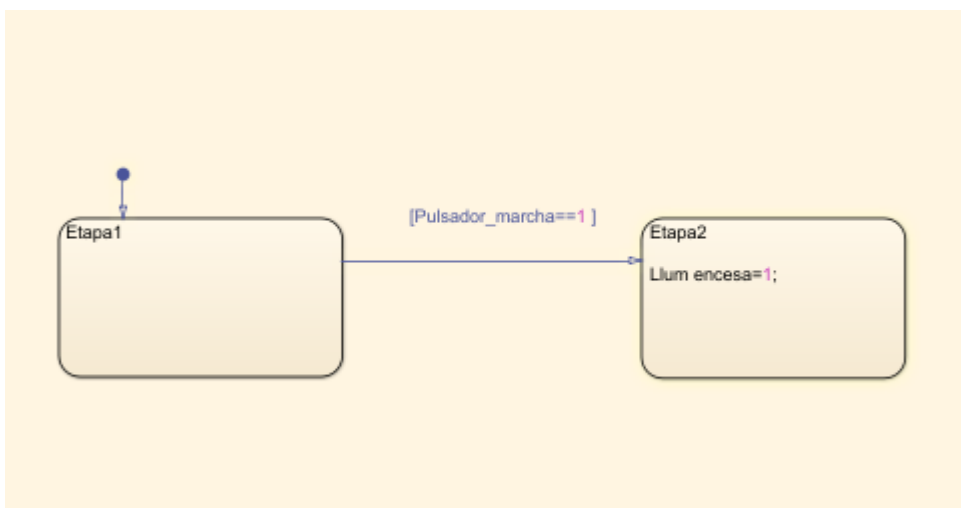 [Pulsador_marcha==1 ]
Etapa1
Etapa2
Llum encesa=1;